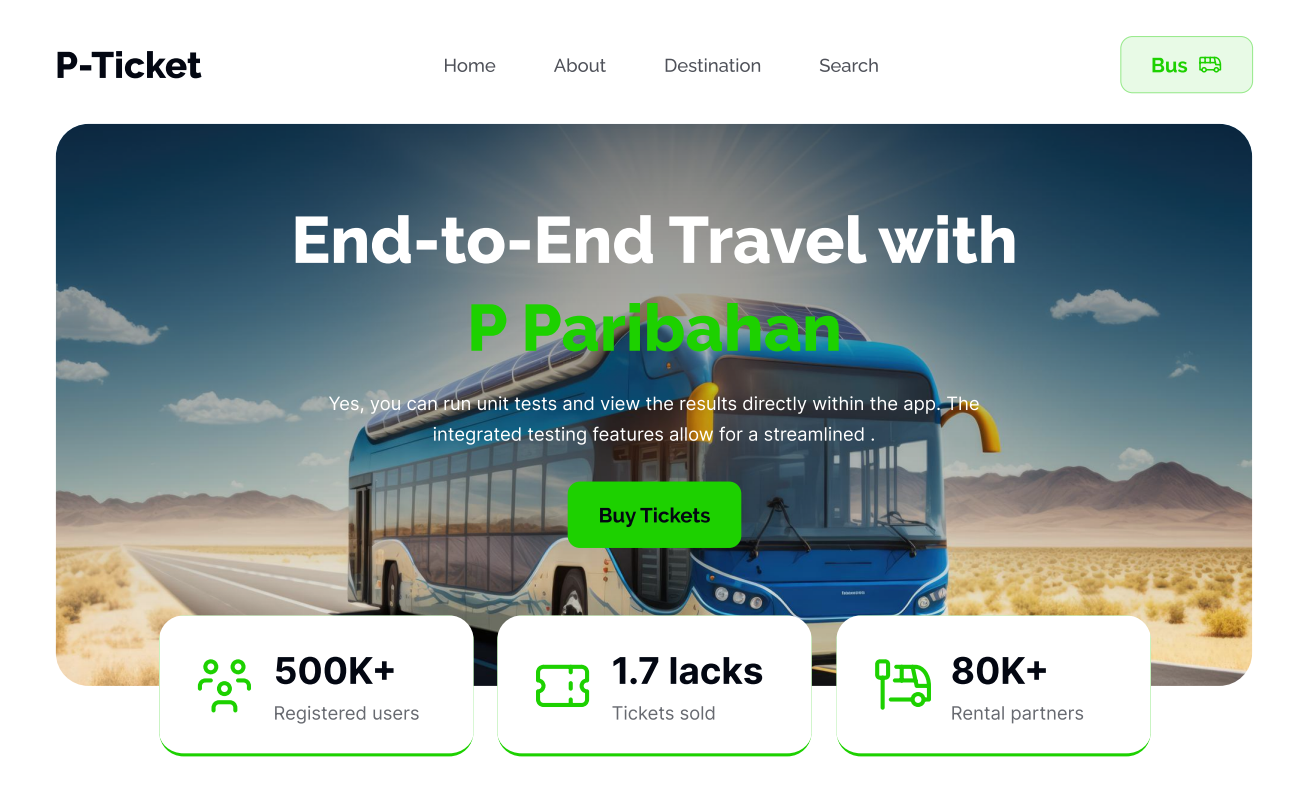 P-Ticket
Home
About
Destination
Search
Bus
End-to-End Travel with
P Paribahan
Yes, you can run unit tests and view the results directly within the app. The
integrated testing features allow for a streamlined .
Buy Tickets
500K+
Registered users
1.7 lacks
Tickets sold
80K+
Rental partners